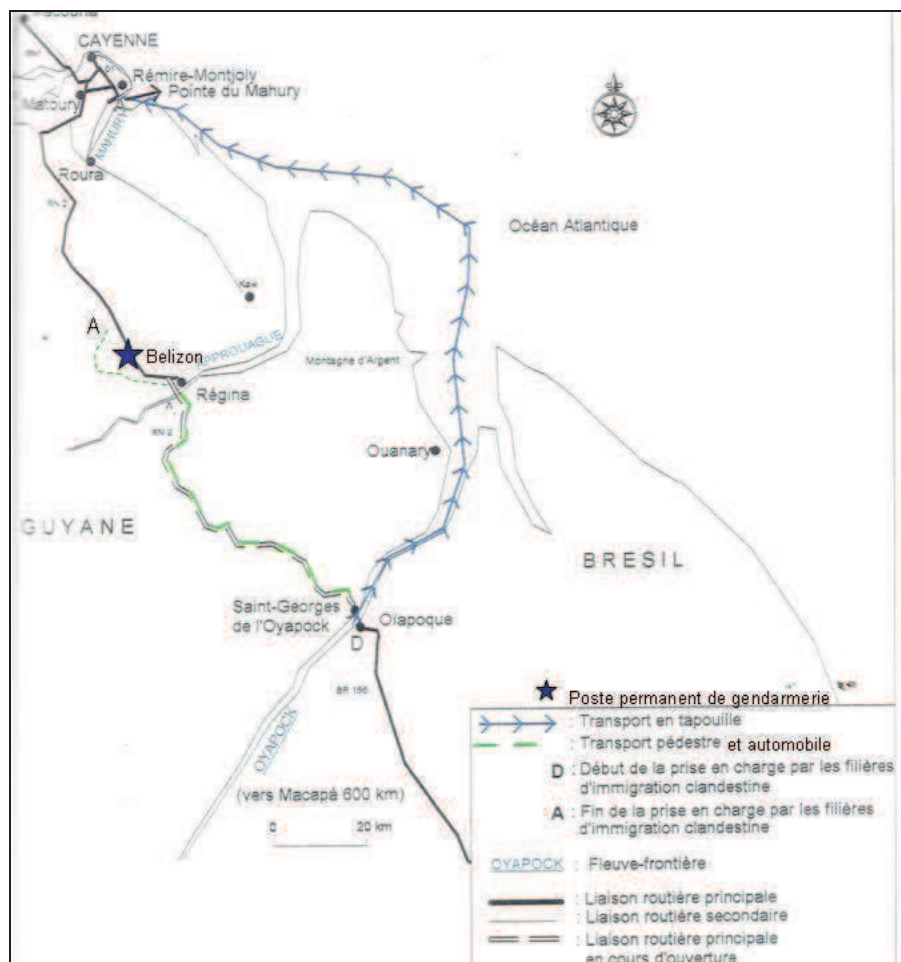 CAYENNE
Rémire-Montjoly
Pointe du Mahury
Matoury
A
MAHURY
Roura
RN 2
Océan Atlantique
Kaw
A
APPROUAGUE
Belizon
Montagne d'Argent
Régina
A
RN 2
Ouanary
GUYANE
BRESIL
Saint-Georges
de l'Oyapock
Oïapoque
D
BR 156
OYAPOCK
(vers Macapà 600 km)
0 20 km
Poste permanent de gendarmerie
: Transport en tapouille
: Transport pédestre et automobile
D : Début de la prise en charge par les filières
d'immigration clandestine
A : Fin de la prise en charge par les filières
d'immigration clandestine
OYAPOCK : Fleuve-frontière
: Liaison routière principale
: Liaison routière secondaire
: Liaison routière principale
en cours d'ouverture